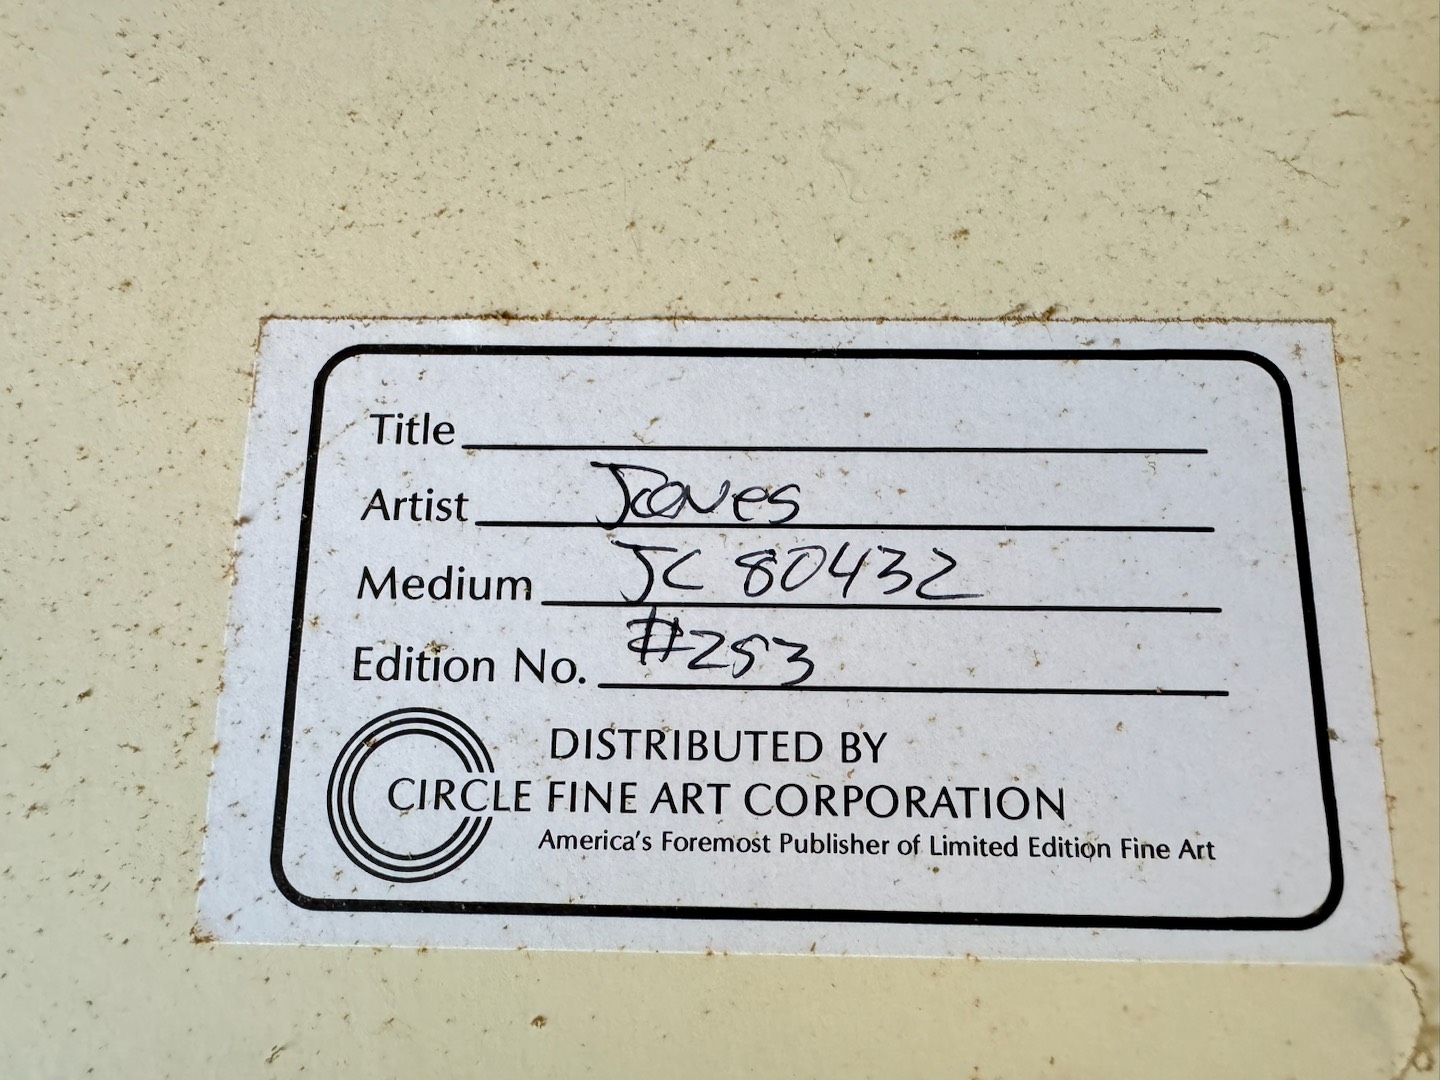 Title
Artist Jones
Medium JC 80432
Edition No. #253
DISTRIBUTED BY
CIRCLE FINE ART CORPORATION
America's Foremost Publisher of Limited Edition Fine Art